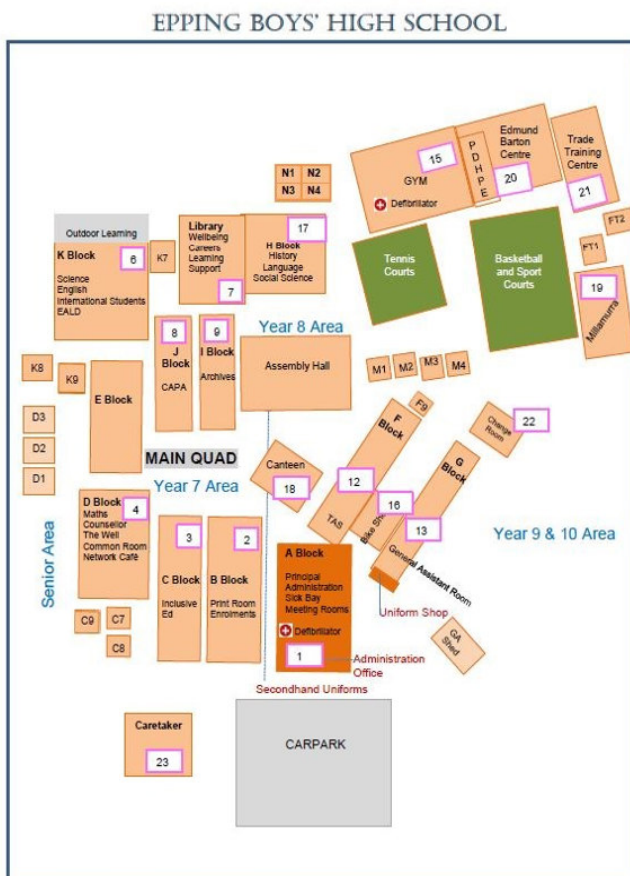 EPPING BOYS' HIGH SCHOOL
15
GYM
Defibrillator
PDHPE
Edmund
Barton
Centre
20
Trade
Training
Centre
21
N1
N2
N3
N4
FT2
FT1
19
Millamurra
Outdoor Learning
K Block
6
Science
English
International Students
EALD
K7
Library
Wellbeing
Careers
Learning
Support
7
17
H Block
History
Language
Social Science
Tennis
Courts
Basketball
and Sport
Courts
Year 8 Area
8
J
Block
CAPA
9
I Block
Archives
Assembly Hall
M1
M2
M3
M4
K8
K9
E Block
D3
D2
D1
F9
F
Block
12
TAS
16
Bike She
G
Block
13
General Assistant Room
Change
Room
22
MAIN QUAD
Year 7 Area
Canteen
18
Year 9 & 10 Area
Senior Area
D Block
4
Maths
Counsellor
The Well
Common Room
Network Café
3
C Block
Inclusive
Ed
2
B Block
Print Room
Enrolments
A Block
Principal
Administration
Sick Bay
Meeting Rooms
Defibrillator
1
Uniform Shop
GA
Shed
Administration
Office
C9
C7
C8
Secondhand Uniforms
Caretaker
23
CARPARK